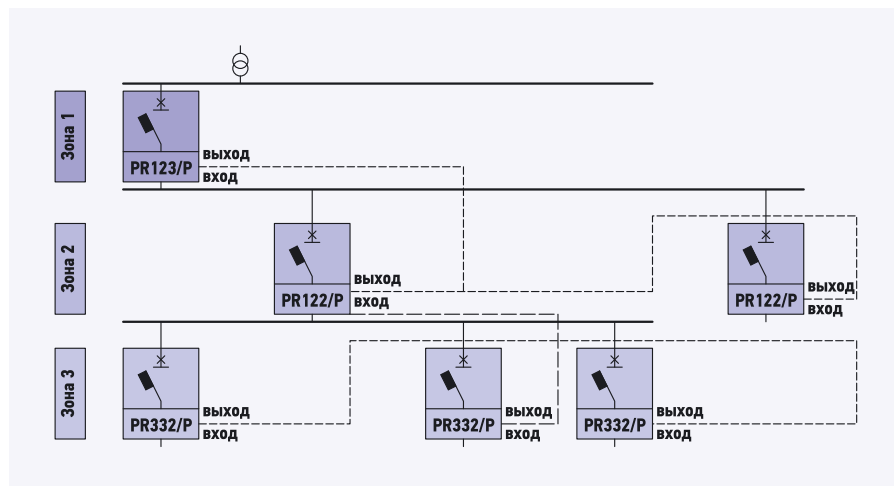 Зона 1
выход
PR123/P
вход
Зона 2
выход
PR122/P
вход
выход
PR122/P
вход
Зона 3
выход
PR332/P
вход
выход
PR332/P
вход
выход
PR332/P
вход